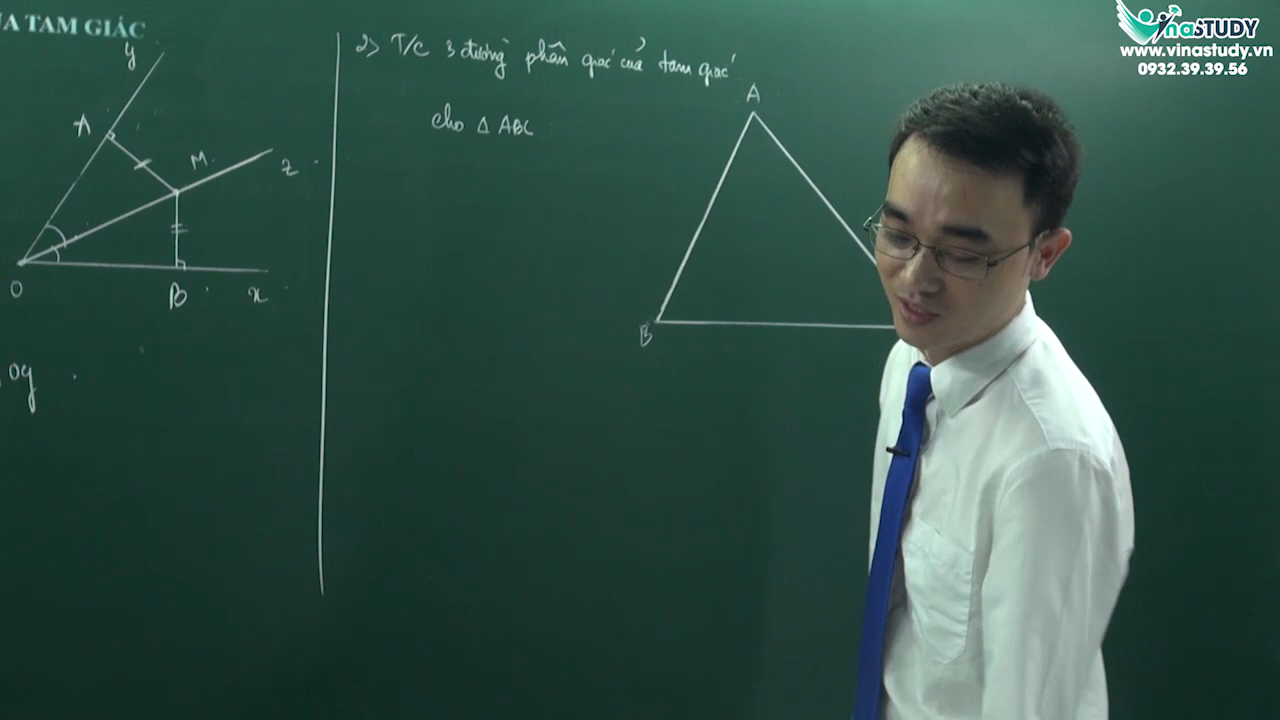 ỦA TAM GIÁC
VinaSTUDY
www.vinastudy.vn
0932.39.39.56
y
A
M
z
O
B
x
Oy
2> T/C 3 đường phân giác của tam giác
cho △ ABC
A
B